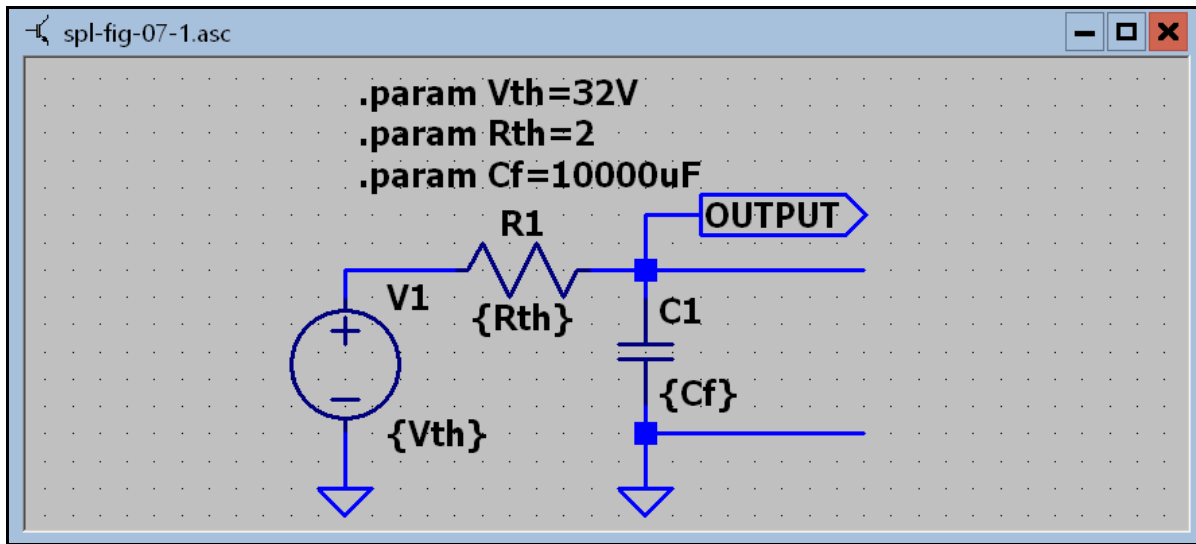 spl-fig-07-1.asc
.param Vth=32V
.param Rth=2
.param Cf=10000uF
OUTPUT
R1
V1
{Rth}
C1
{Cf}
{Vth}